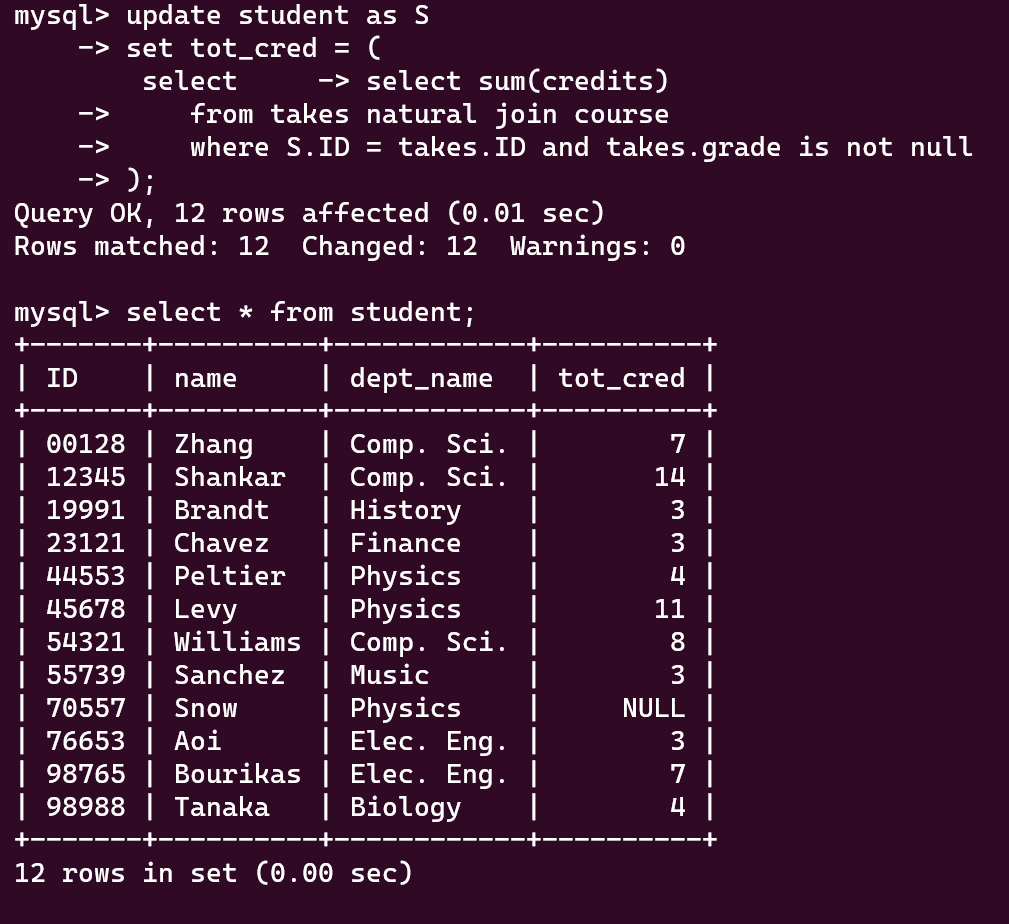 mysql> update student as S
    -> set tot_cred = (
        select     -> select sum(credits)
    ->     from takes natural join course
    ->     where S.ID = takes.ID and takes.grade is not null
    -> );
Query OK, 12 rows affected (0.01 sec)
Rows matched: 12  Changed: 12  Warnings: 0

mysql> select * from student;
+-------+----------+------------+----------+
| ID    | name     | dept_name  | tot_cred |
+-------+----------+------------+----------+
| 00128 | Zhang    | Comp. Sci. |        7 |
| 12345 | Shankar  | Comp. Sci. |       14 |
| 19991 | Brandt   | History    |        3 |
| 23121 | Chavez   | Finance    |        3 |
| 44553 | Peltier  | Physics    |        4 |
| 45678 | Levy     | Physics    |       11 |
| 54321 | Williams | Comp. Sci. |        8 |
| 55739 | Sanchez  | Music      |        3 |
| 70557 | Snow     | Physics    |     NULL |
| 76653 | Aoi      | Elec. Eng. |        3 |
| 98765 | Bourikas | Elec. Eng. |        7 |
| 98988 | Tanaka   | Biology    |        4 |
+-------+----------+------------+----------+
12 rows in set (0.00 sec)